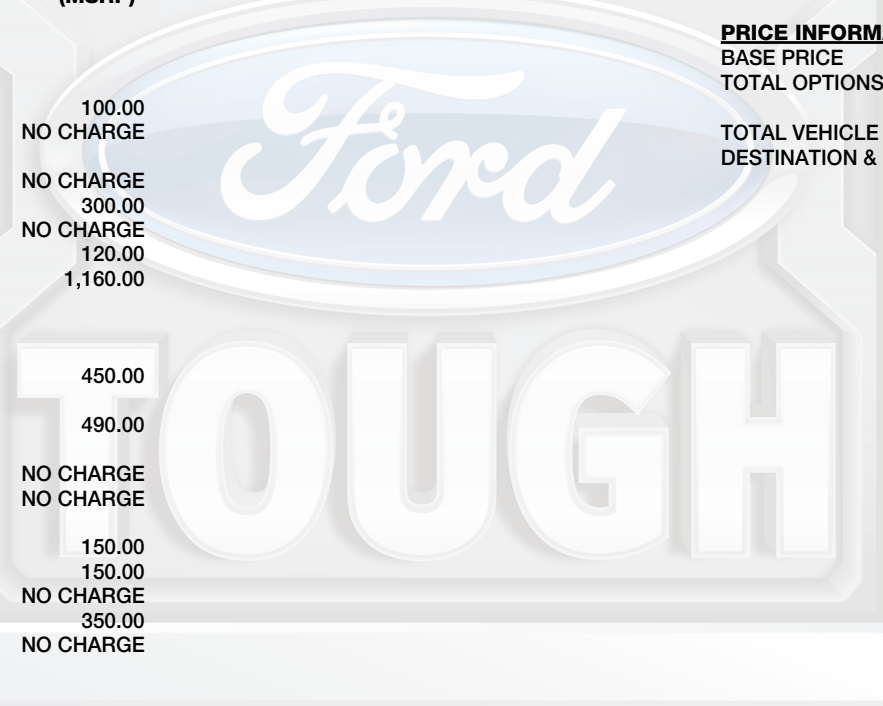 (MSRP)
100.00
NO CHARGE
NO CHARGE
300.00
NO CHARGE
120.00
1,160.00
450.00
490.00
NO CHARGE
NO CHARGE
150.00
150.00
NO CHARGE
350.00
NO CHARGE
PRICE INFORMA
BASE PRICE
TOTAL OPTIONS
TOTAL VEHICLE
DESTINATION &
Ford
TOUGH